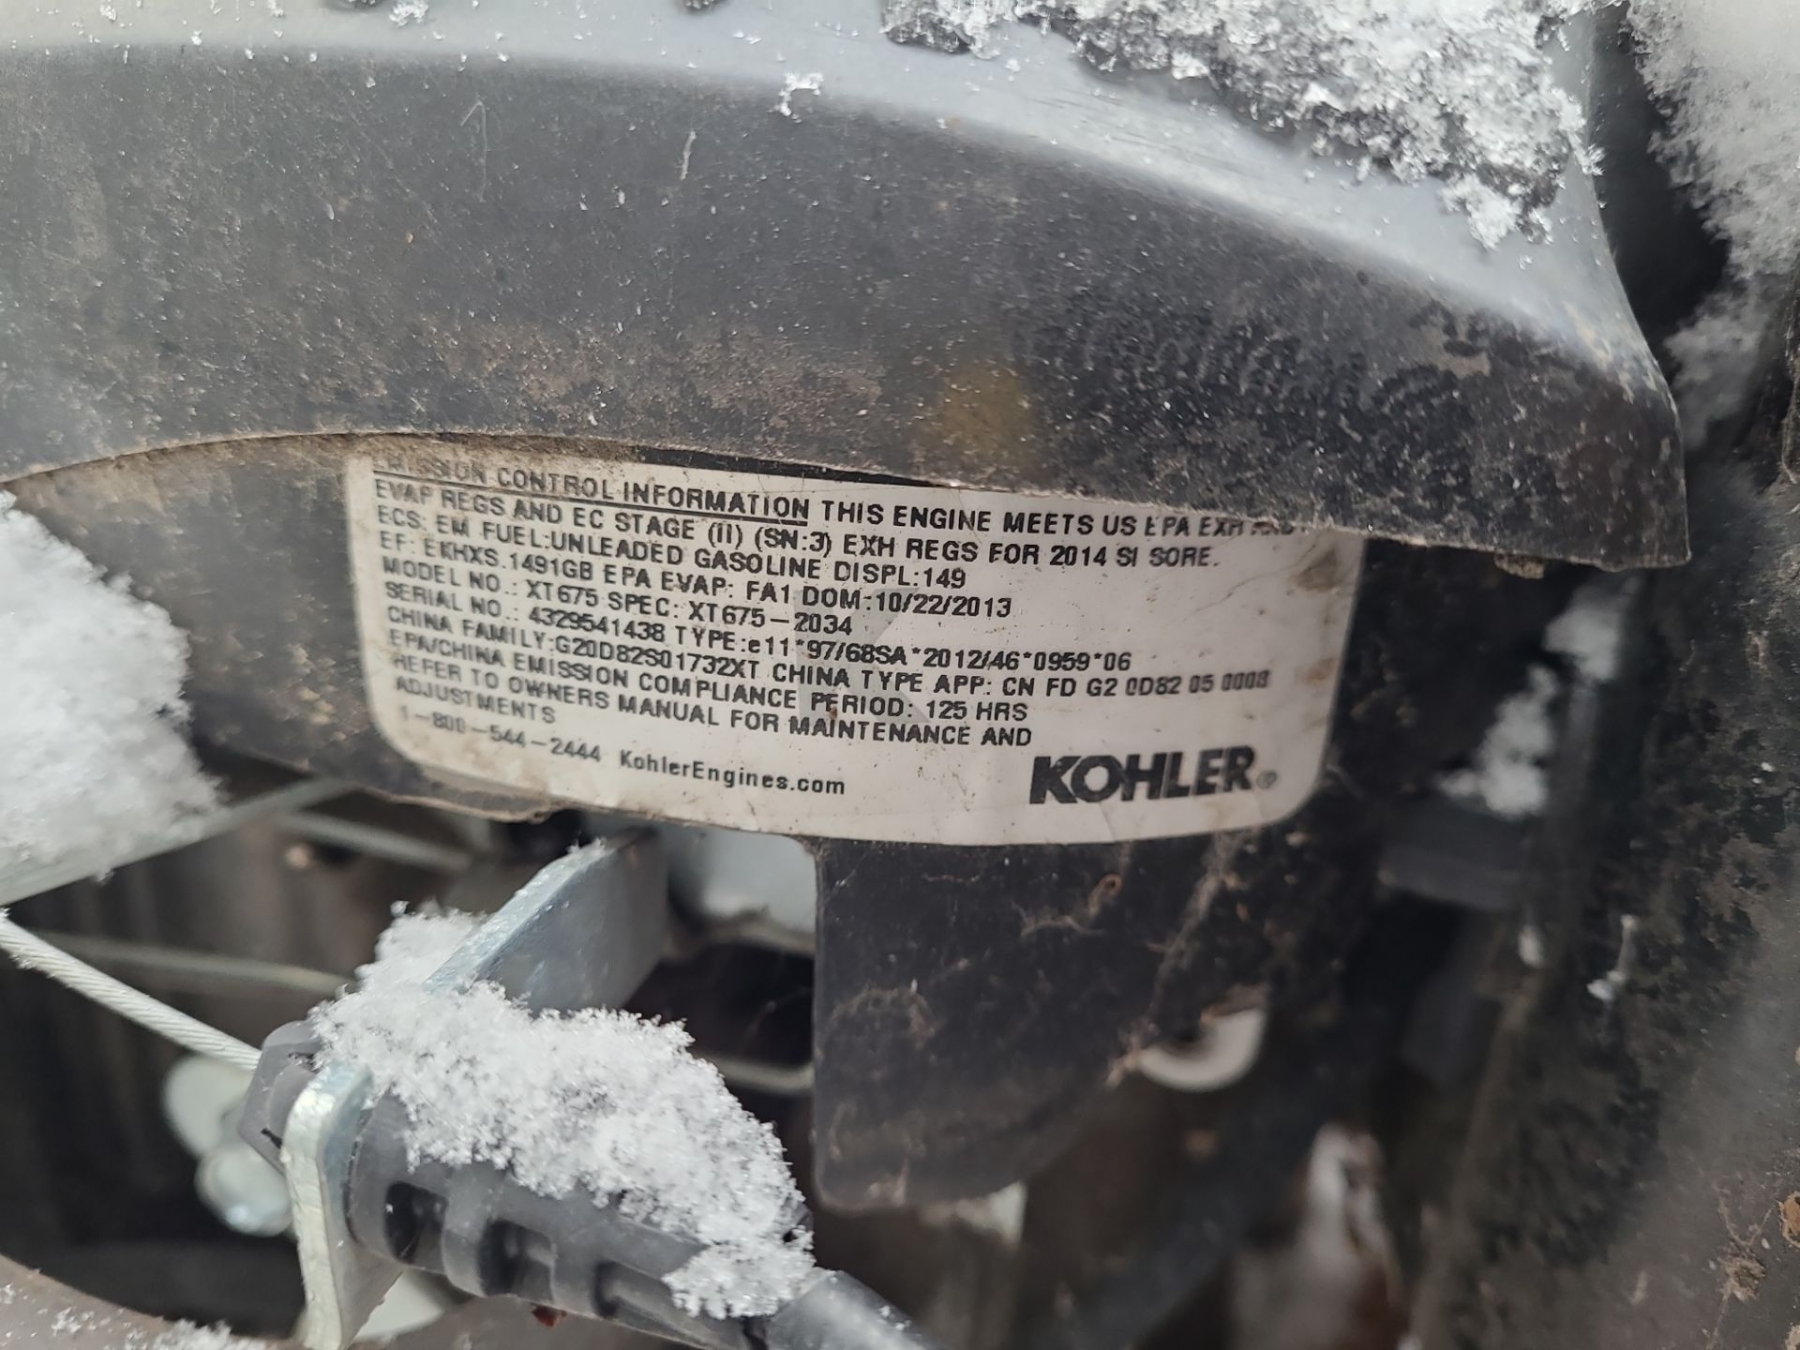 EMISSION CONTROL INFORMATION THIS ENGINE MEETS US EPA EXH AND
EVAP REGS AND EC STAGE (II) (SN:3) EXH REGS FOR 2014 SI SORE.
ECS: EM FUEL:UNLEADED GASOLINE DISPL:149
EF: EKHXS.1491GB EPA EVAP: FA1 DOM:10/22/2013
MODEL NO.: XT675 SPEC: XT675-2034
SERIAL NO.: 4329541438 TYPE:e11*97/68SA*2012/46*0959*06
CHINA FAMILY:G20D82S01732XT CHINA TYPE APP: CN FD G2 0D82 05 0008
EPA/CHINA EMISSION COMPLIANCE PERIOD: 125 HRS
REFER TO OWNERS MANUAL FOR MAINTENANCE AND
ADJUSTMENTS
1-800-544-2444 KohlerEngines.com
KOHLER®